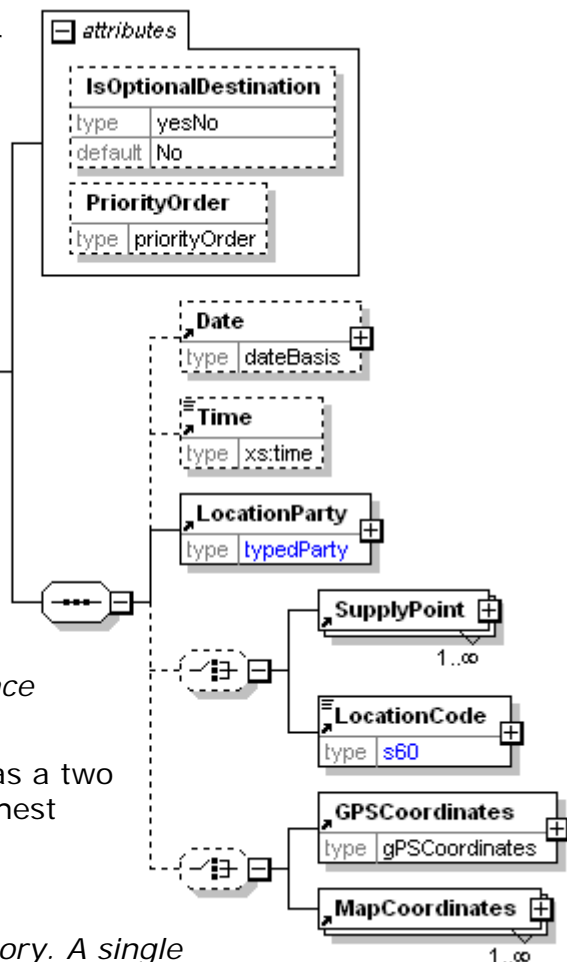 attributes
IsOptionalDestination
type yesNo
default No
PriorityOrder
type priorityOrder
Date
type dateBasis
Time
type xs:time
LocationParty
type typedParty
SupplyPoint
1..∞
LocationCode
type s60
as a two
GPSCoordinates
type gPSCoordinates
MapCoordinates
1..∞
ory. A single